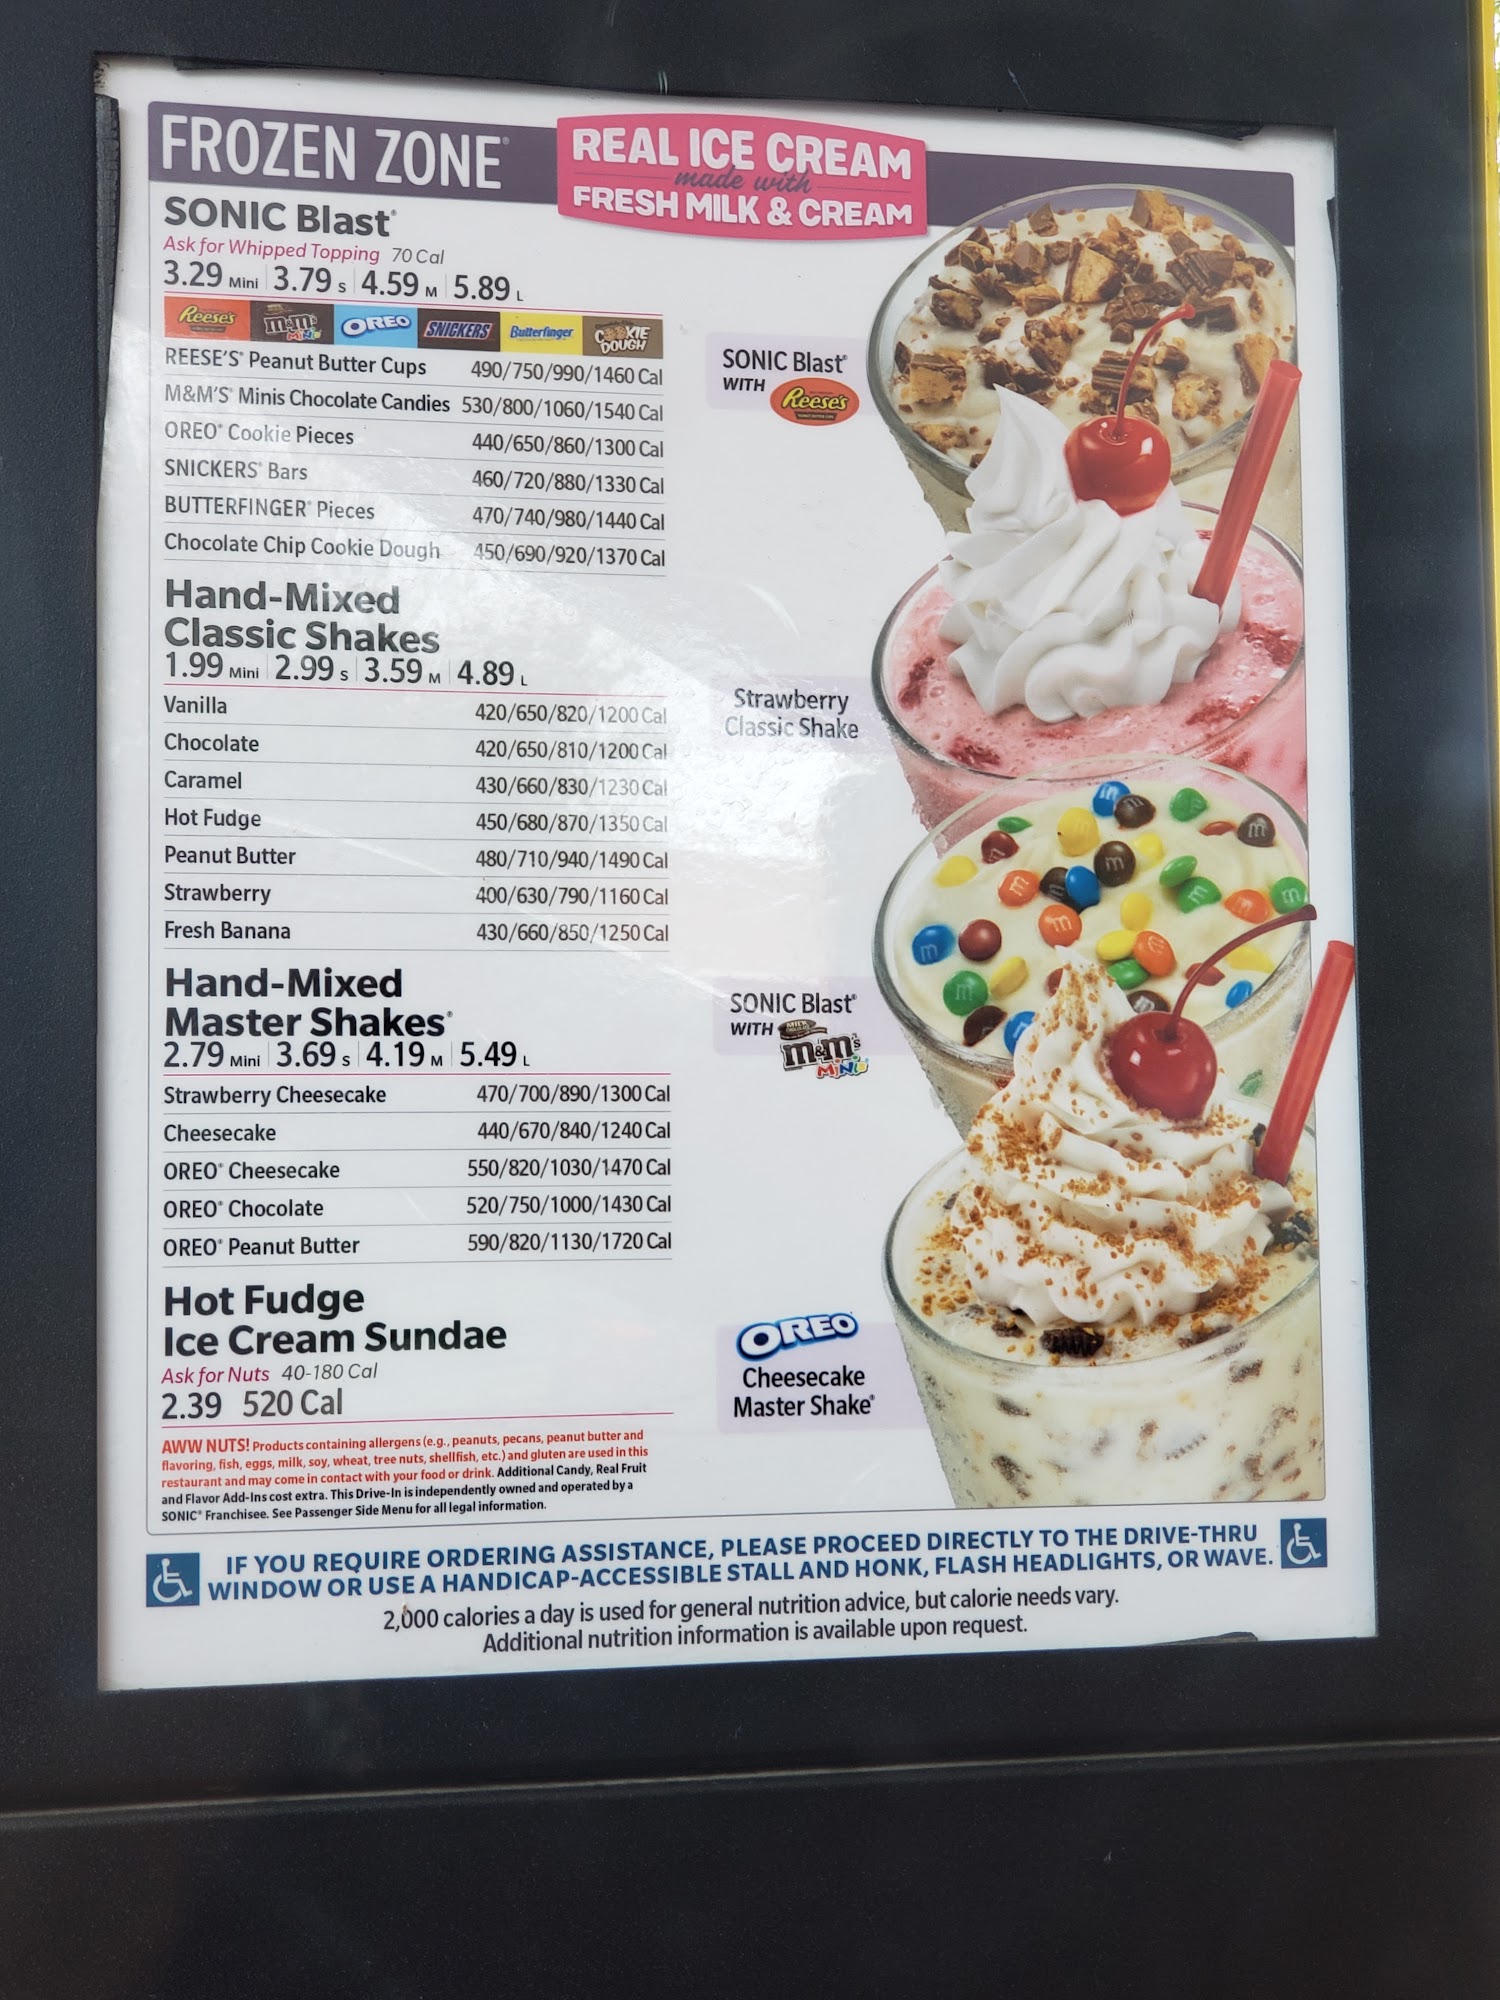 FROZEN ZONE®
REAL ICE CREAM
made with
FRESH MILK & CREAM
SONIC Blast®
Ask for Whipped Topping 70 Cal
3.29 Mini | 3.79 S | 4.59 M | 5.89 L
Reese's m&m's MINIS OREO SNICKERS Butterfinger COOKIE DOUGH
REESE'S® Peanut Butter Cups 490/750/990/1460 Cal
M&M'S® Minis Chocolate Candies 530/800/1060/1540 Cal
OREO® Cookie Pieces 440/650/860/1300 Cal
SNICKERS® Bars 460/720/880/1330 Cal
BUTTERFINGER® Pieces 470/740/980/1440 Cal
Chocolate Chip Cookie Dough 450/690/920/1370 Cal
Hand-Mixed
Classic Shakes
1.99 Mini | 2.99 S | 3.59 M | 4.89 L
Vanilla 420/650/820/1200 Cal
Chocolate 420/650/810/1200 Cal
Caramel 430/660/830/1230 Cal
Hot Fudge 450/680/870/1350 Cal
Peanut Butter 480/710/940/1490 Cal
Strawberry 400/630/790/1160 Cal
Fresh Banana 430/660/850/1250 Cal
Hand-Mixed
Master Shakes®
2.79 Mini | 3.69 S | 4.19 M | 5.49 L
Strawberry Cheesecake 470/700/890/1300 Cal
Cheesecake 440/670/840/1240 Cal
OREO® Cheesecake 550/820/1030/1470 Cal
OREO® Chocolate 520/750/1000/1430 Cal
OREO® Peanut Butter 590/820/1130/1720 Cal
Hot Fudge
Ice Cream Sundae
Ask for Nuts 40-180 Cal
2.39 520 Cal
AWW NUTS! Products containing allergens (e.g., peanuts, pecans, peanut butter and
flavoring, fish, eggs, milk, soy, wheat, tree nuts, shellfish, etc.) and gluten are used in this
restaurant and may come in contact with your food or drink. Additional Candy, Real Fruit
and Flavor Add-Ins cost extra. This Drive-In is independently owned and operated by a
SONIC® Franchisee. See Passenger Side Menu for all legal information.
SONIC Blast®
WITH Reese's
Strawberry
Classic Shake
SONIC Blast®
WITH MILK CHOCOLATE
m&m's
MINIS
OREO
Cheesecake
Master Shake®
IF YOU REQUIRE ORDERING ASSISTANCE, PLEASE PROCEED DIRECTLY TO THE DRIVE-THRU
WINDOW OR USE A HANDICAP-ACCESSIBLE STALL AND HONK, FLASH HEADLIGHTS, OR WAVE.
2,000 calories a day is used for general nutrition advice, but calorie needs vary.
Additional nutrition information is available upon request.